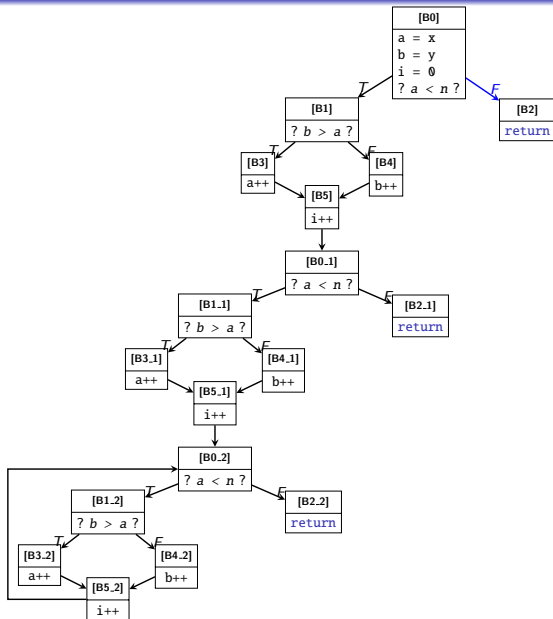 [B0]
a = x
b = y
i = 0
? a < n ?
T
F
[B1]
? b > a ?
[B2]
return
T
F
[B3]
a++
[B4]
b++
[B5]
i++
[B0_1]
? a < n ?
T
F
[B1_1]
? b > a ?
[B2_1]
return
T
F
[B3_1]
a++
[B4_1]
b++
[B5_1]
i++
[B0_2]
? a < n ?
T
F
[B1_2]
? b > a ?
[B2_2]
return
T
F
[B3_2]
a++
[B4_2]
b++
[B5_2]
i++